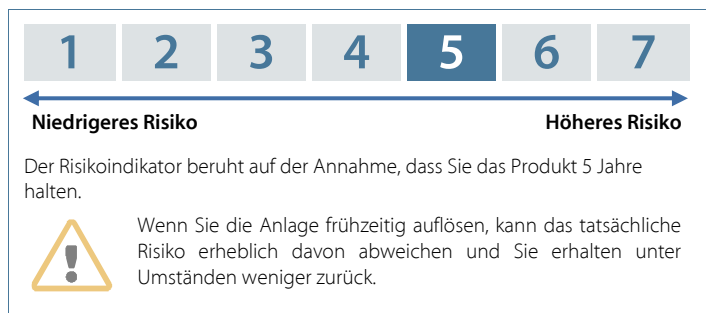 1 2 3 4 5 6 7
Niedrigeres Risiko Höheres Risiko
Der Risikoindikator beruht auf der Annahme, dass Sie das Produkt 5 Jahre
halten.
Wenn Sie die Anlage frühzeitig auflösen, kann das tatsächliche
Risiko erheblich davon abweichen und Sie erhalten unter
Umständen weniger zurück.